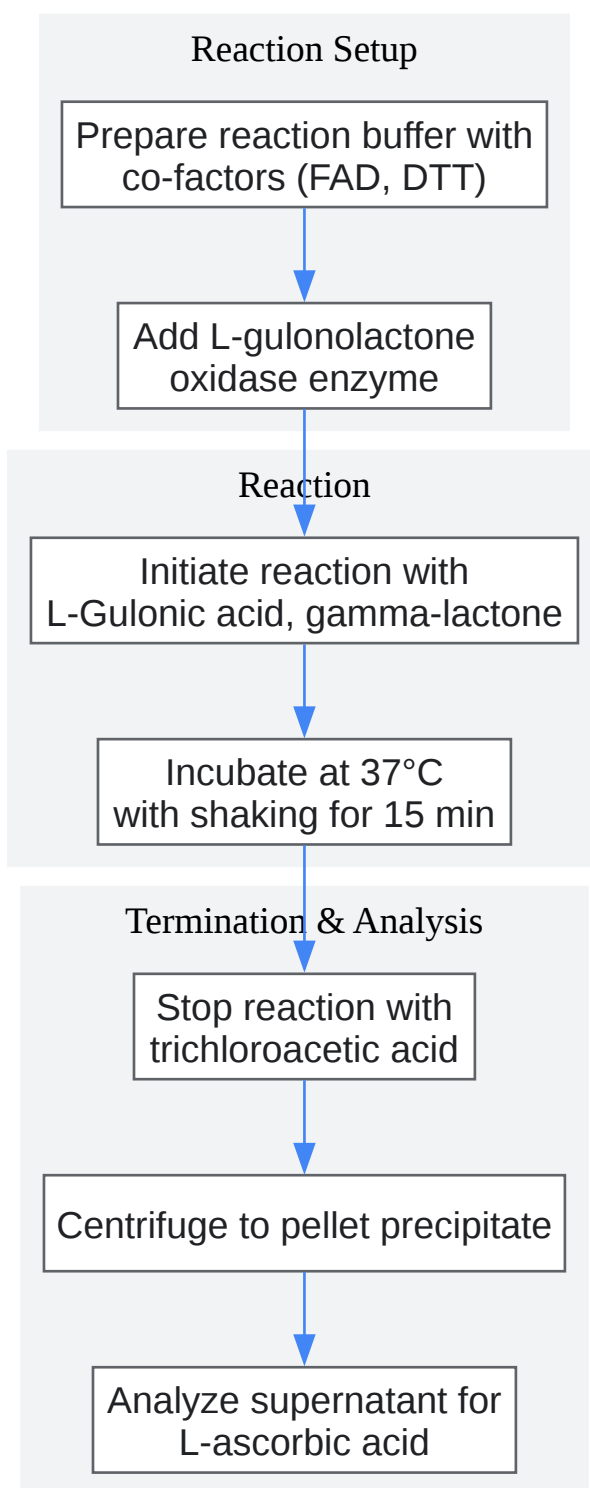 Reaction Setup
Prepare reaction buffer with
co-factors (FAD, DTT)
Add L-gulonolactone
oxidase enzyme
Reaction
Initiate reaction with
L-Gulonic acid, gamma-lactone
Incubate at 37°C
with shaking for 15 min
Termination & Analysis
Stop reaction with
trichloroacetic acid
Centrifuge to pellet precipitate
Analyze supernatant for
L-ascorbic acid